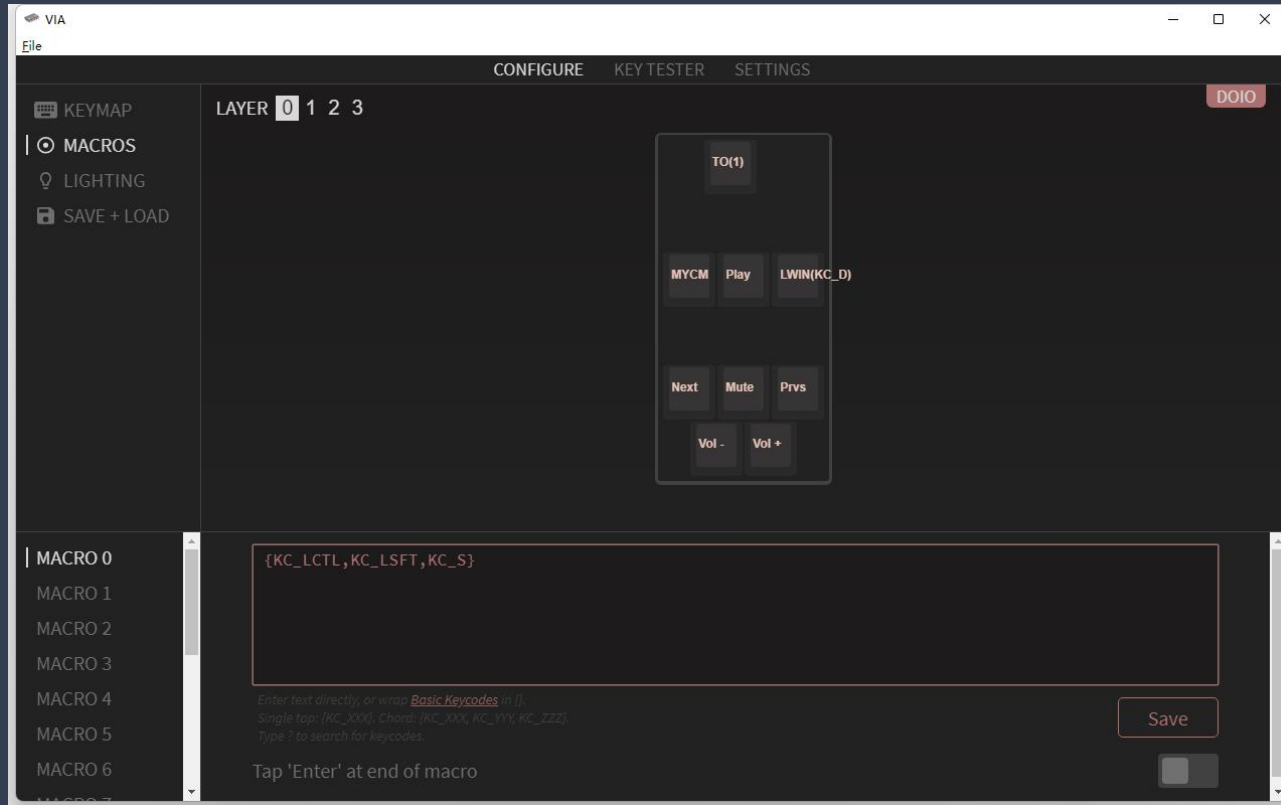 VIA
File
CONFIGURE KEY TESTER SETTINGS
KEYMAP
MACROS
LIGHTING
SAVE + LOAD
LAYER 0 1 2 3
DOIO
TO(1)
MYCM Play LWIN(KC_D)
Next Mute Prvs
Vol - Vol +
MACRO 0
MACRO 1
MACRO 2
MACRO 3
MACRO 4
MACRO 5
MACRO 6
{KC_LCTL,KC_LSFT,KC_S}
Enter text directly, or wrap Basic Keycodes in {}.
Single tap: {KC_XXX}. Chord: {KC_XXX, KC_YYY, KC_ZZZ}.
Type ? to search for keycodes.
Save
Tap 'Enter' at end of macro